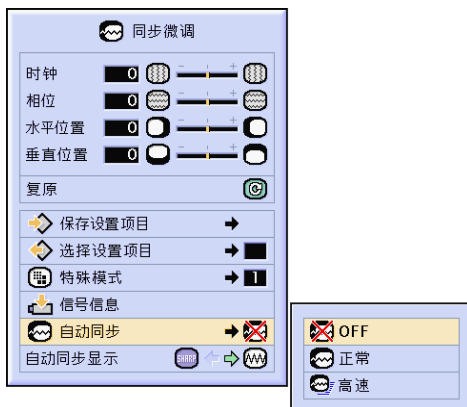 同步微调
时钟 0 - +
相位 0 - +
水平位置 0 - +
垂直位置 0 - +
复原
保存设置项目
选择设置项目
特殊模式 1
信号信息
自动同步
自动同步显示 SHARP
OFF
正常
高速